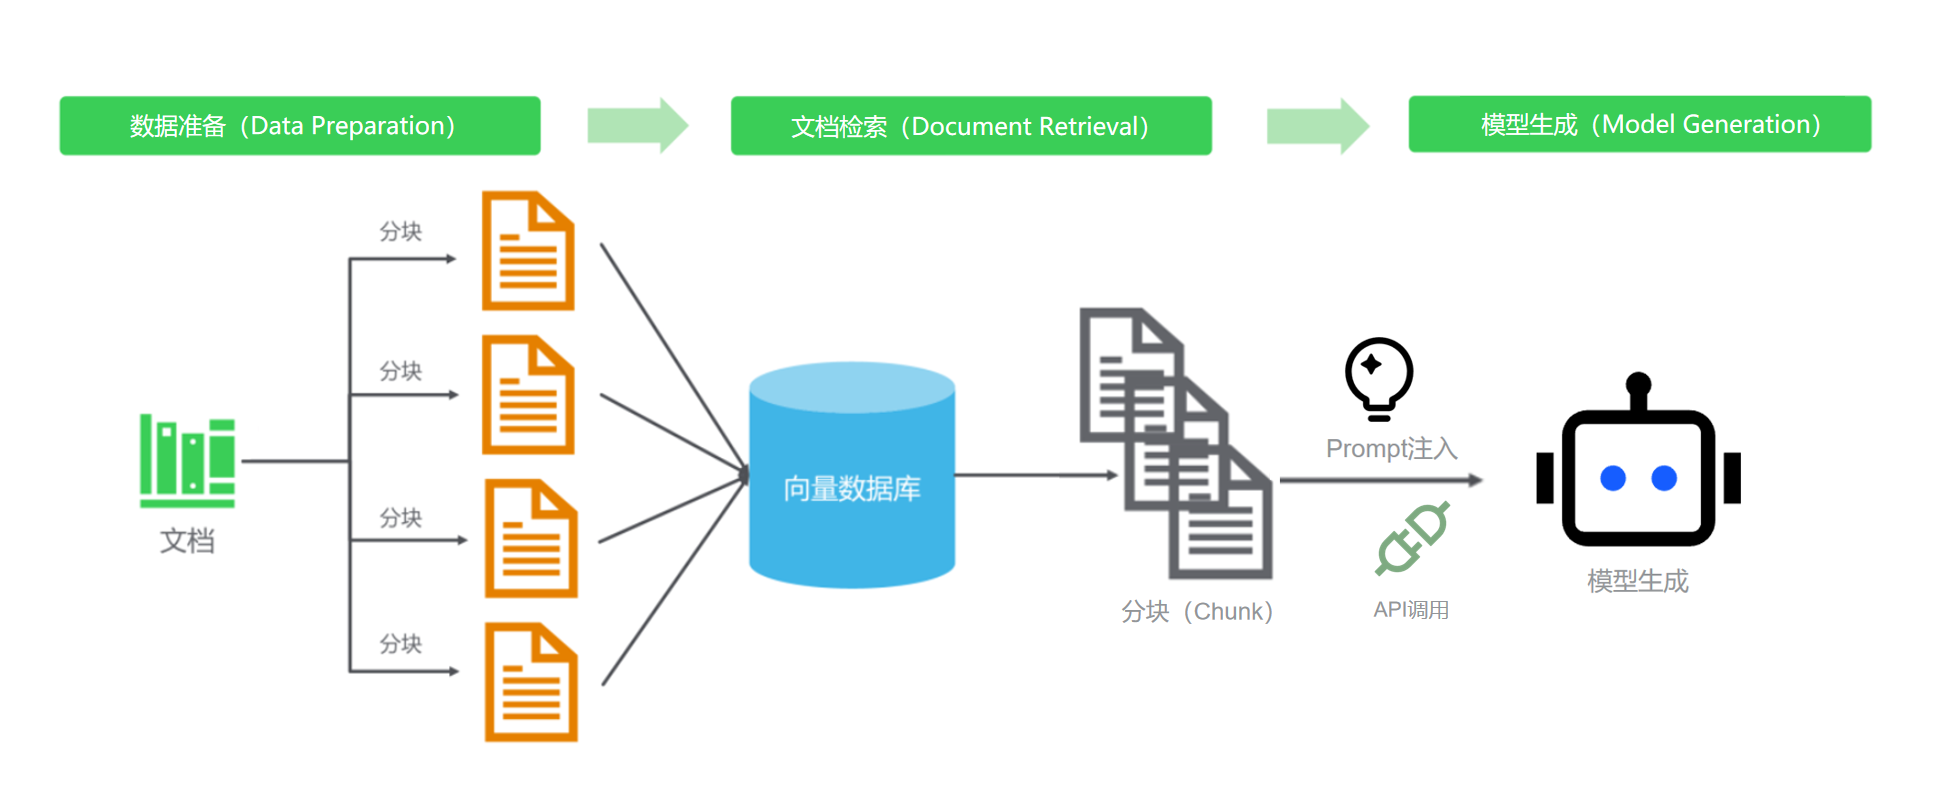 数据准备（Data Preparation）
文档检索（Document Retrieval）
模型生成（Model Generation）
分块
分块
分块
分块
文档
向量数据库
分块（Chunk）
Prompt注入
API调用
模型生成